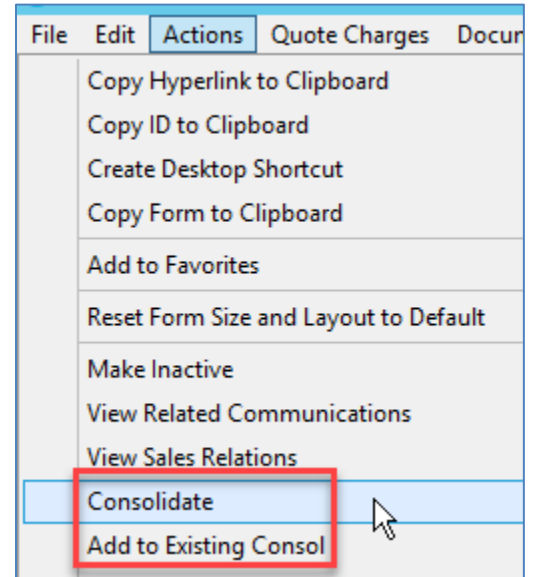 File Edit Actions Quote Charges Docum
Copy Hyperlink to Clipboard
Copy ID to Clipboard
Create Desktop Shortcut
Copy Form to Clipboard
Add to Favorites
Reset Form Size and Layout to Default
Make Inactive
View Related Communications
View Sales Relations
Consolidate
Add to Existing Consol